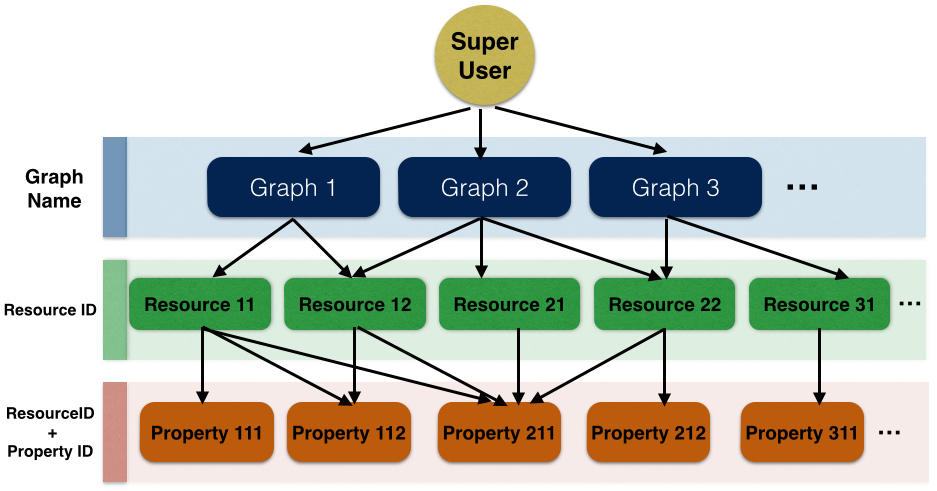 Super
User
Graph
Name
Graph 1
Graph 2
Graph 3
...
Resource ID
Resource 11
Resource 12
Resource 21
Resource 22
Resource 31
...
ResourceID
+
Property ID
Property 111
Property 112
Property 211
Property 212
Property 311
...